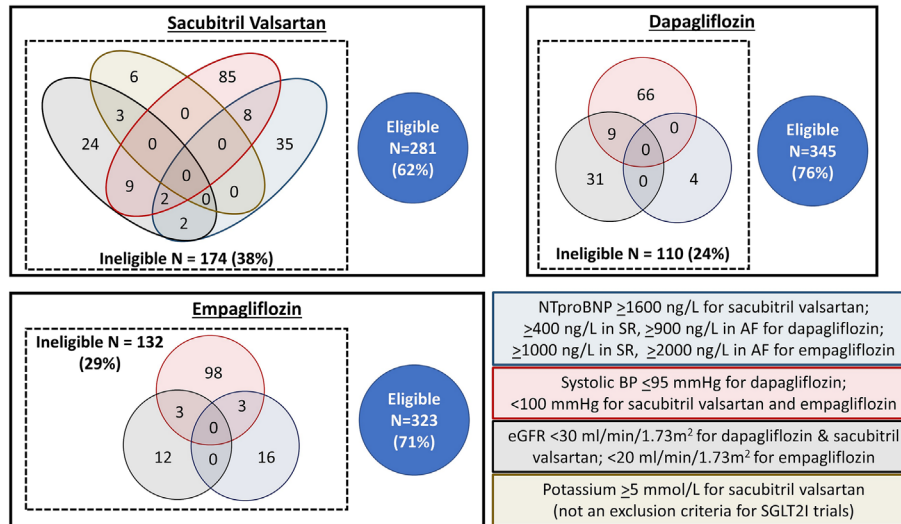 Sacubitril Valsartan
6
85
3
0
8
24
0
0
35
0
9
2
0
0
2
Ineligible N = 174 (38%)
Eligible
N=281
(62%)
Dapagliflozin
66
9
0
0
31
0
4
Ineligible N = 110 (24%)
Eligible
N=345
(76%)
Empagliflozin
Ineligible N = 132
(29%)
98
3
3
0
12
0
16
Eligible
N=323
(71%)
NTproBNP ≥1600 ng/L for sacubitril valsartan;
≥400 ng/L in SR, ≥900 ng/L in AF for dapagliflozin;
≥1000 ng/L in SR, ≥2000 ng/L in AF for empagliflozin
Systolic BP ≤95 mmHg for dapagliflozin;
<100 mmHg for sacubitril valsartan and empagliflozin
eGFR <30 ml/min/1.73m² for dapagliflozin & sacubitril
valsartan; <20 ml/min/1.73m² for empagliflozin
Potassium ≥5 mmol/L for sacubitril valsartan
(not an exclusion criteria for SGLT2I trials)